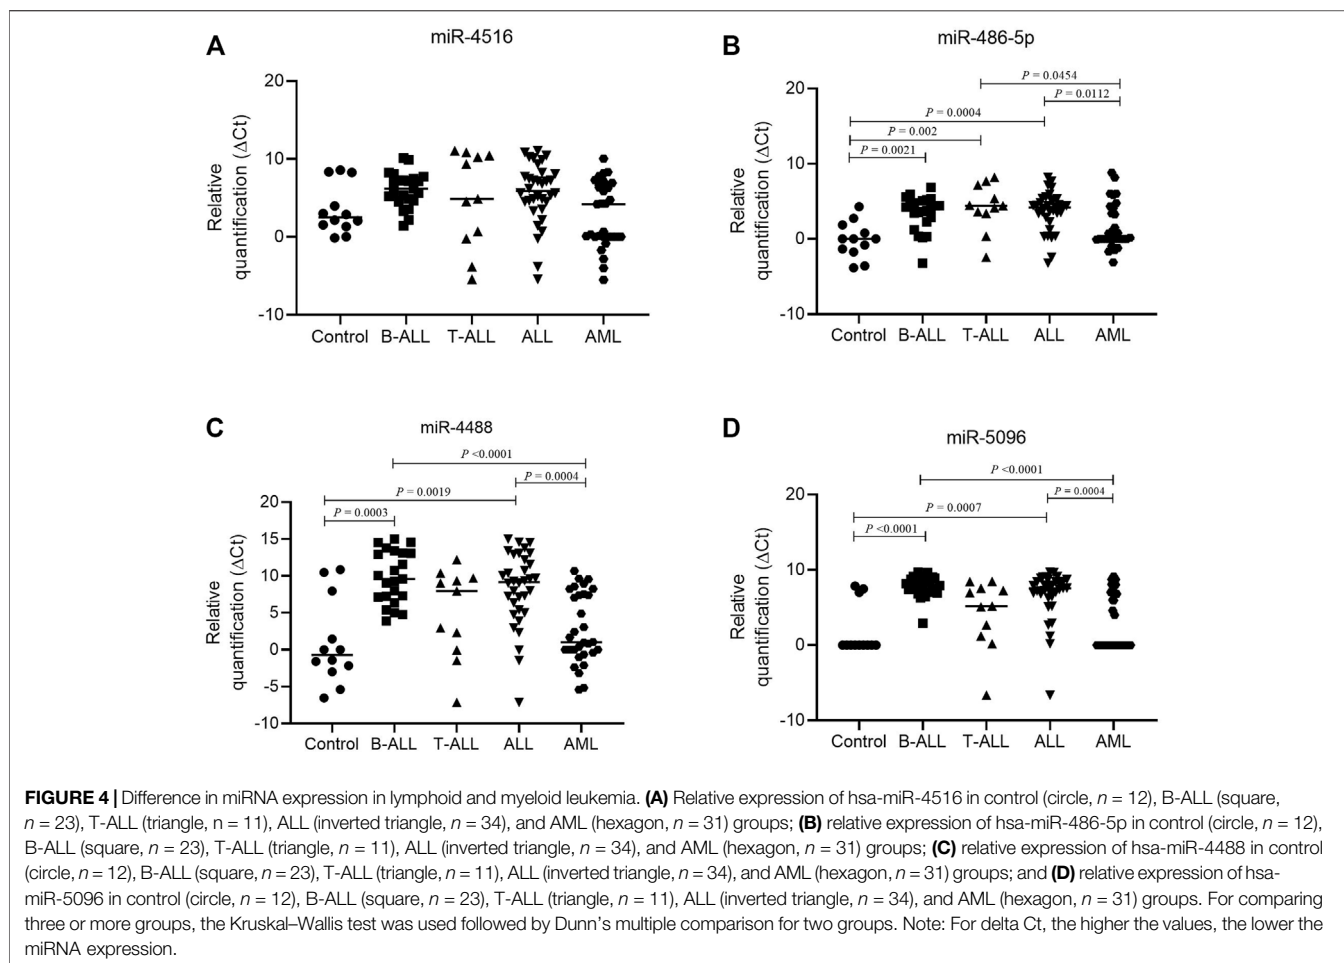 A
miR-4516
Relative
quantification (ΔCt)
20
10
0
-10
Control B-ALL T-ALL ALL AML
B
miR-486-5p
P = 0.0454
P = 0.0112
P = 0.0004
P = 0.002
P = 0.0021
Relative
quantification (ΔCt)
20
10
0
-10
Control B-ALL T-ALL ALL AML
C
miR-4488
P <0.0001
P = 0.0004
P = 0.0019
P = 0.0003
Relative
quantification (ΔCt)
20
15
10
5
0
-5
-10
Control B-ALL T-ALL ALL AML
D
miR-5096
P <0.0001
P = 0.0004
P = 0.0007
P <0.0001
Relative
quantification (ΔCt)
20
10
0
-10
Control B-ALL T-ALL ALL AML
FIGURE 4 | Difference in miRNA expression in lymphoid and myeloid leukemia. (A) Relative expression of hsa-miR-4516 in control (circle, n = 12), B-ALL (square,
n = 23), T-ALL (triangle, n = 11), ALL (inverted triangle, n = 34), and AML (hexagon, n = 31) groups; (B) relative expression of hsa-miR-486-5p in control (circle, n = 12),
B-ALL (square, n = 23), T-ALL (triangle, n = 11), ALL (inverted triangle, n = 34), and AML (hexagon, n = 31) groups; (C) relative expression of hsa-miR-4488 in control
(circle, n = 12), B-ALL (square, n = 23), T-ALL (triangle, n = 11), ALL (inverted triangle, n = 34), and AML (hexagon, n = 31) groups; and (D) relative expression of hsa-
miR-5096 in control (circle, n = 12), B-ALL (square, n = 23), T-ALL (triangle, n = 11), ALL (inverted triangle, n = 34), and AML (hexagon, n = 31) groups. For comparing
three or more groups, the Kruskal–Wallis test was used followed by Dunn's multiple comparison for two groups. Note: For delta Ct, the higher the values, the lower the
miRNA expression.